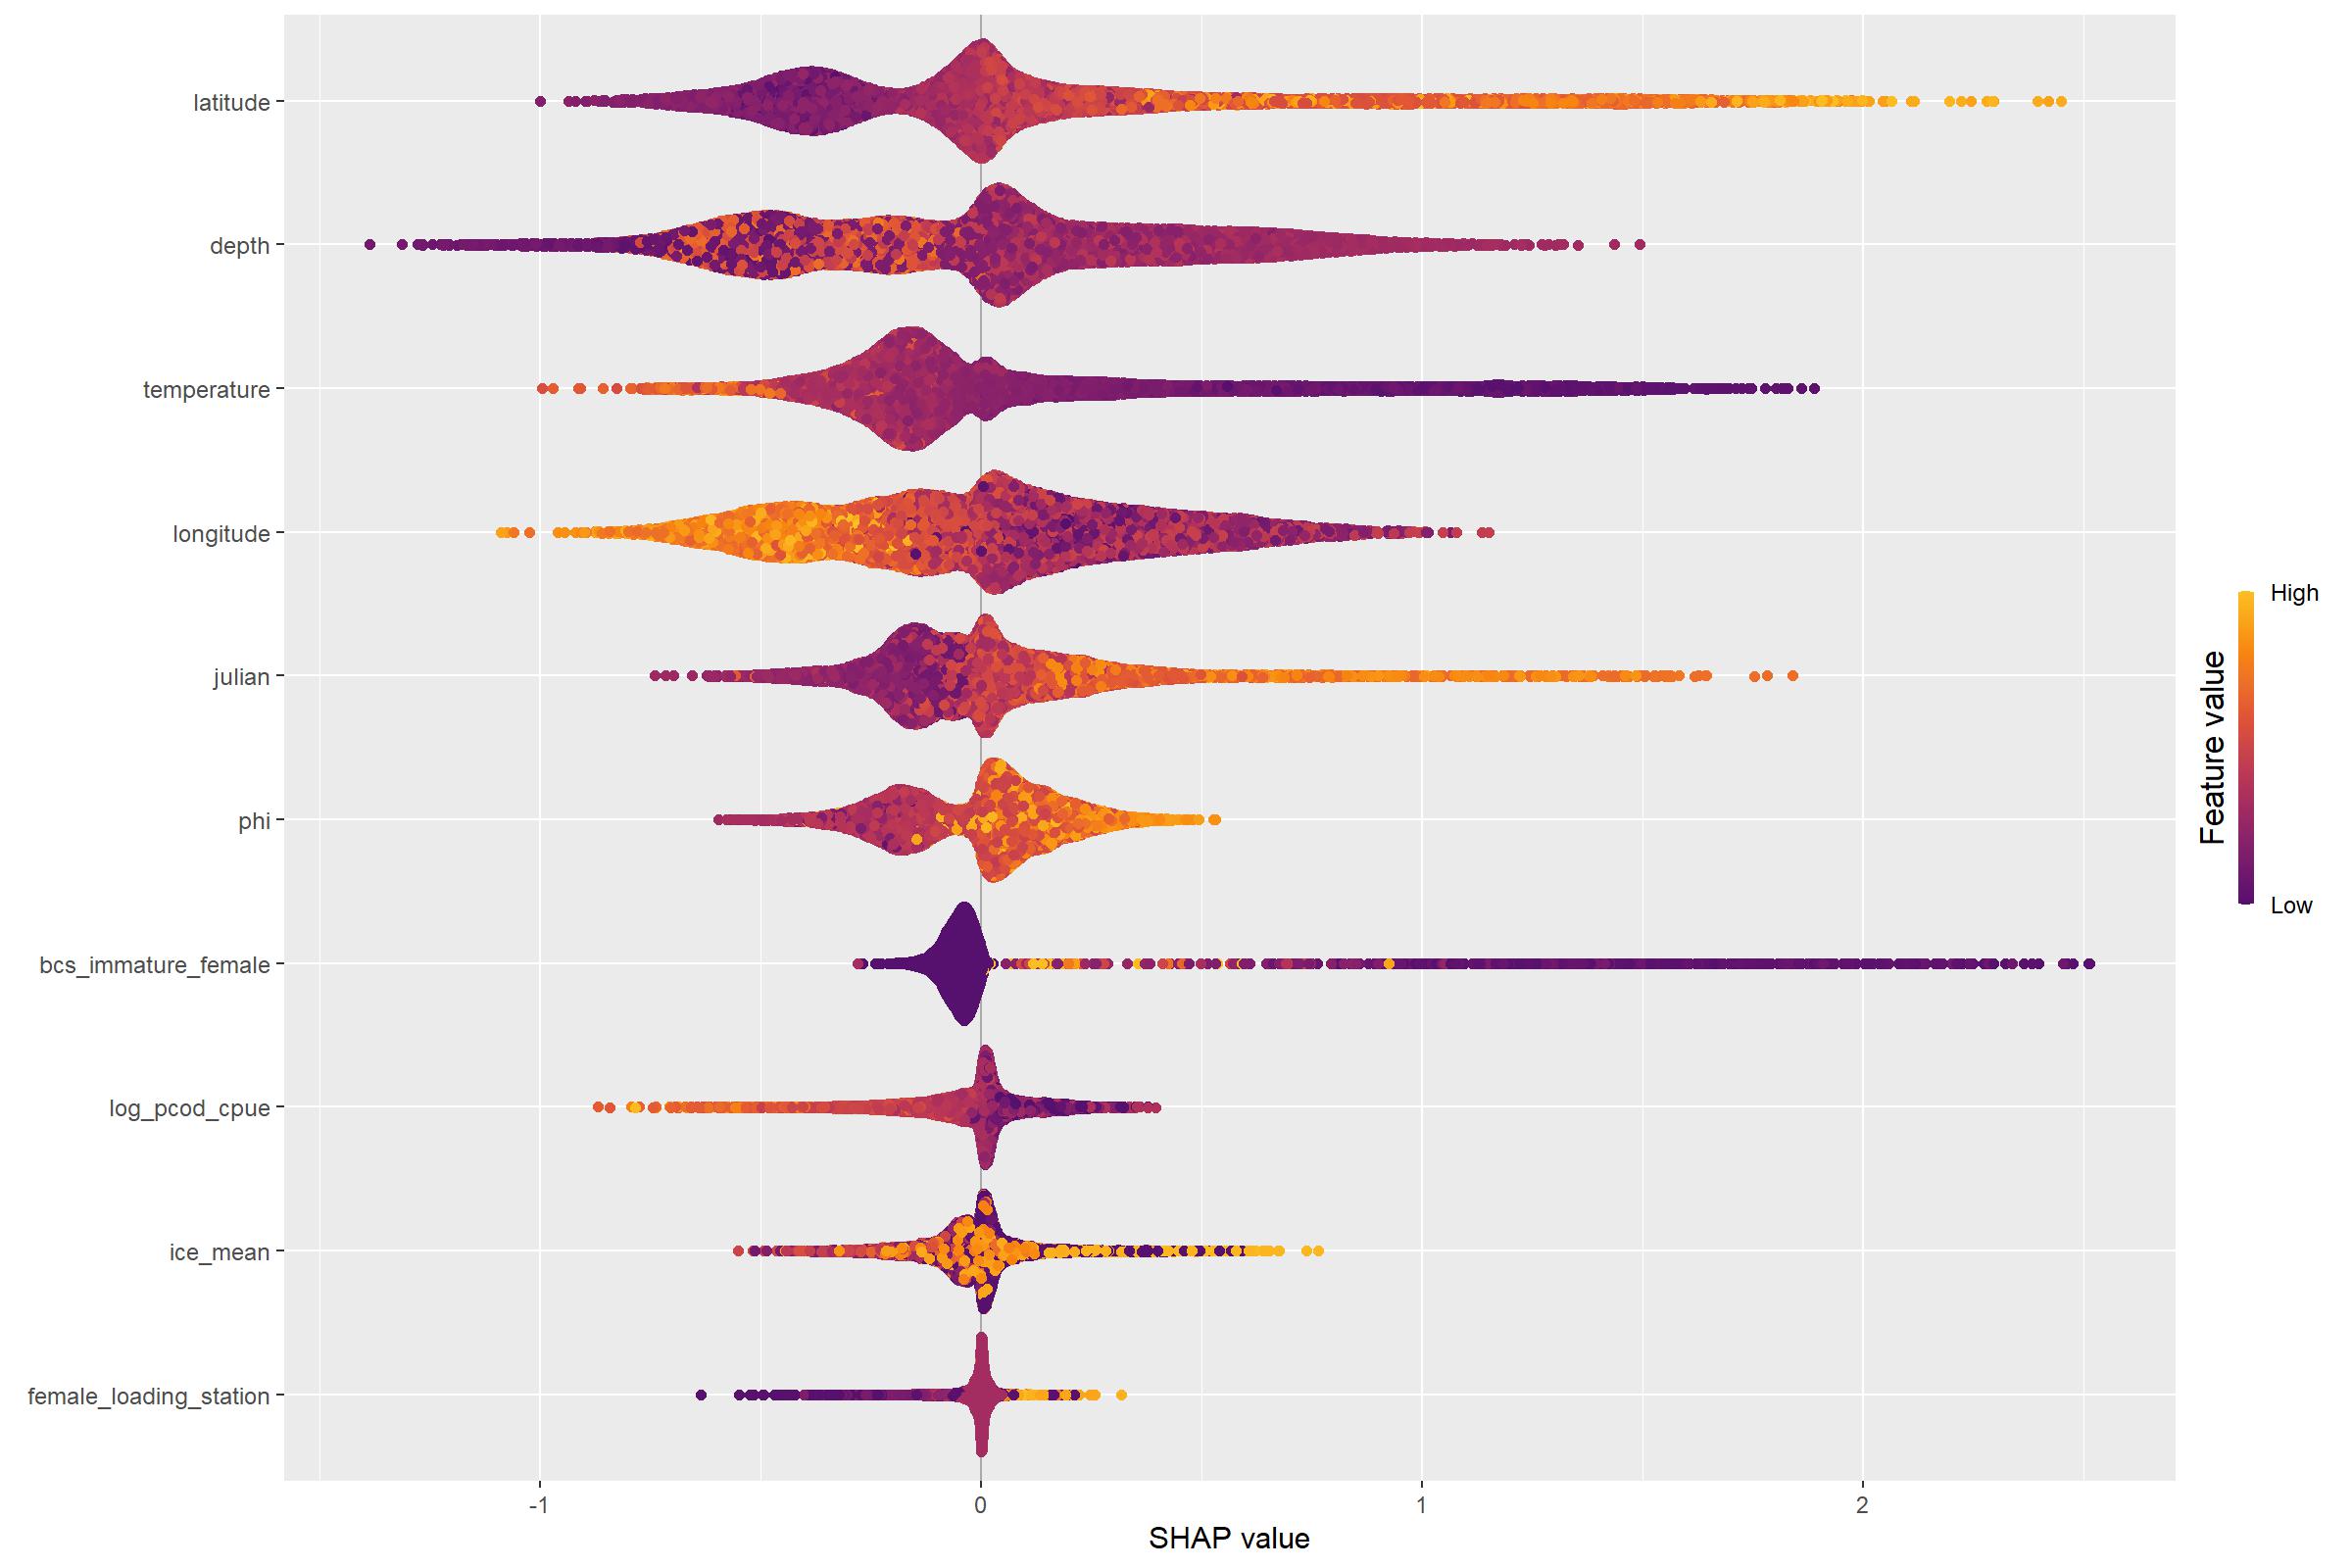 latitude
depth
temperature
longitude
julian
phi
bcs_immature_female
log_pcod_cpue
ice_mean
female_loading_station
-1
0
1
2
SHAP value
Feature value
High
Low